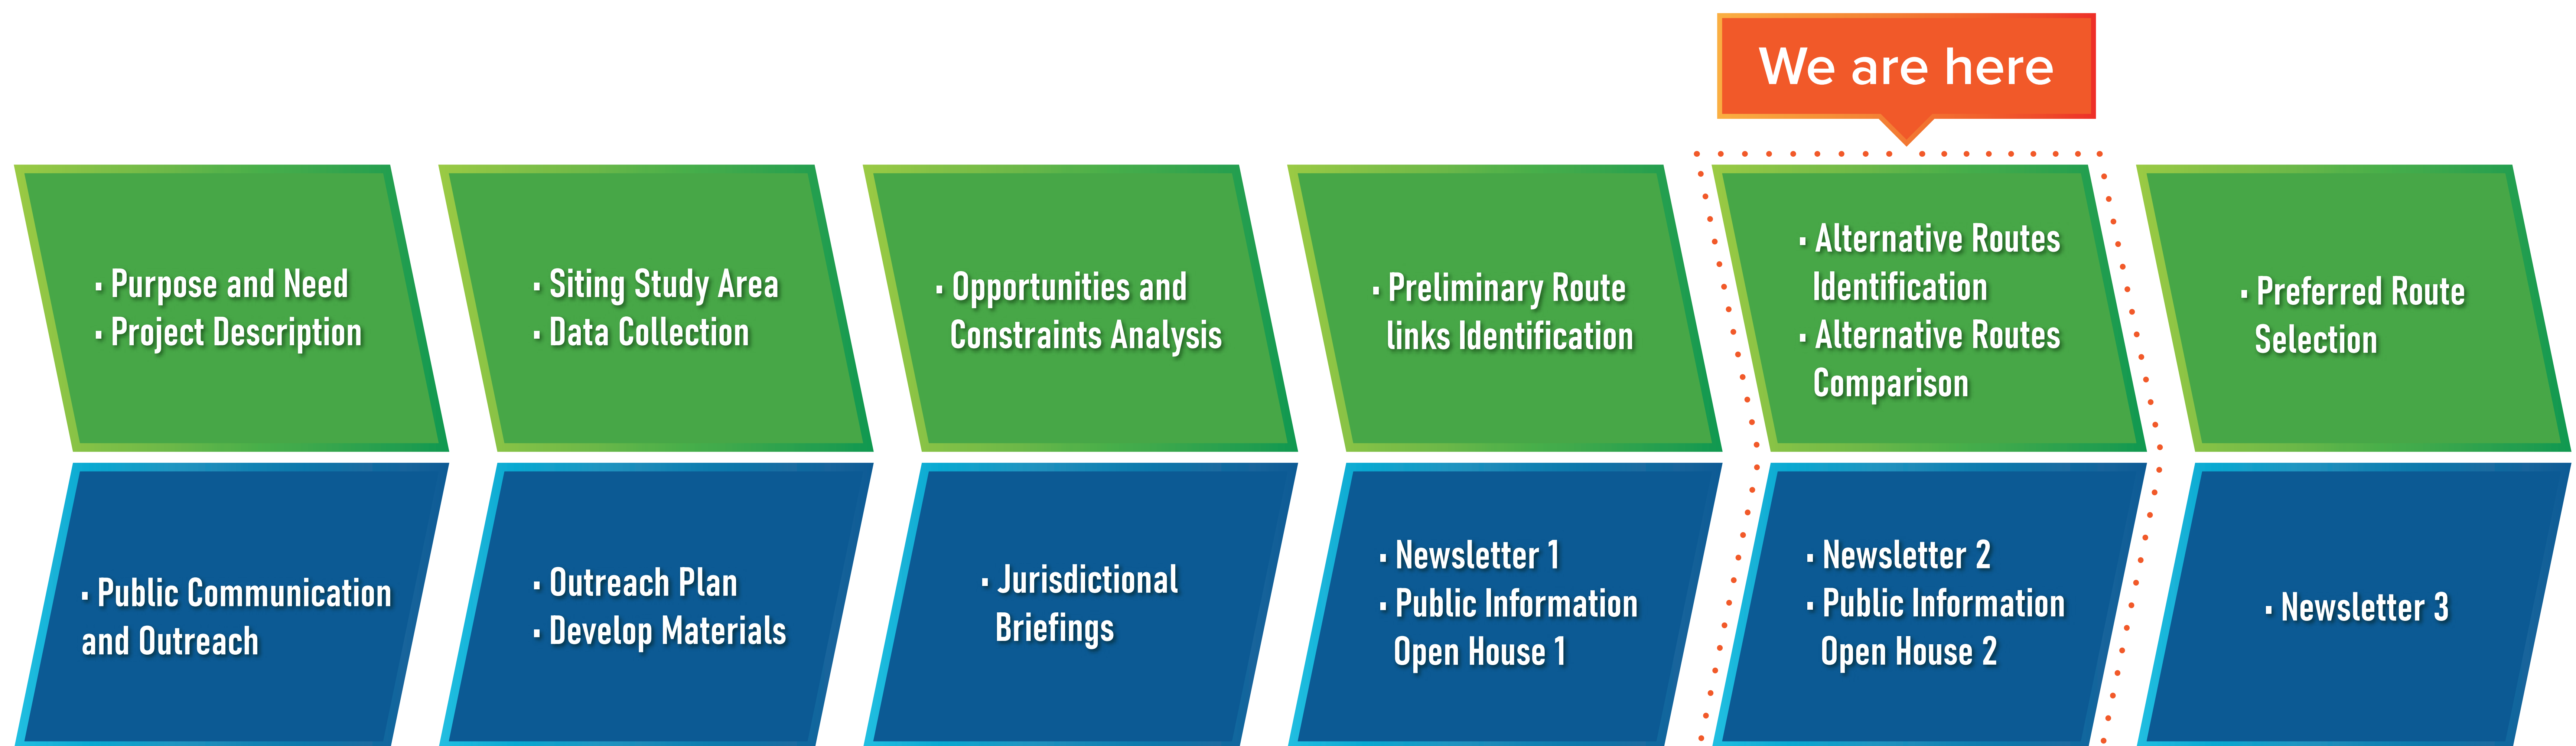 We are here
· Purpose and Need
· Project Description
· Siting Study Area
· Data Collection
· Opportunities and
Constraints Analysis
· Preliminary Route
links Identification
· Alternative Routes
Identification
· Alternative Routes
Comparison
· Preferred Route
Selection
· Public Communication
and Outreach
· Outreach Plan
· Develop Materials
· Jurisdictional
Briefings
· Newsletter 1
· Public Information
Open House 1
· Newsletter 2
· Public Information
Open House 2
· Newsletter 3